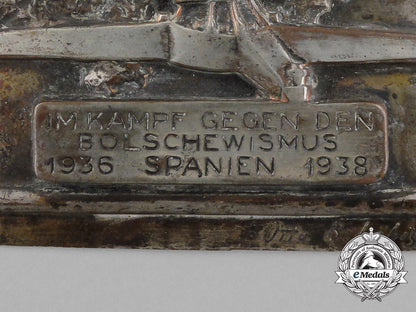 IM KAMPF GEGEN DEN
BOLSCHEWISMUS
1936 SPANIEN 1938
eMedals